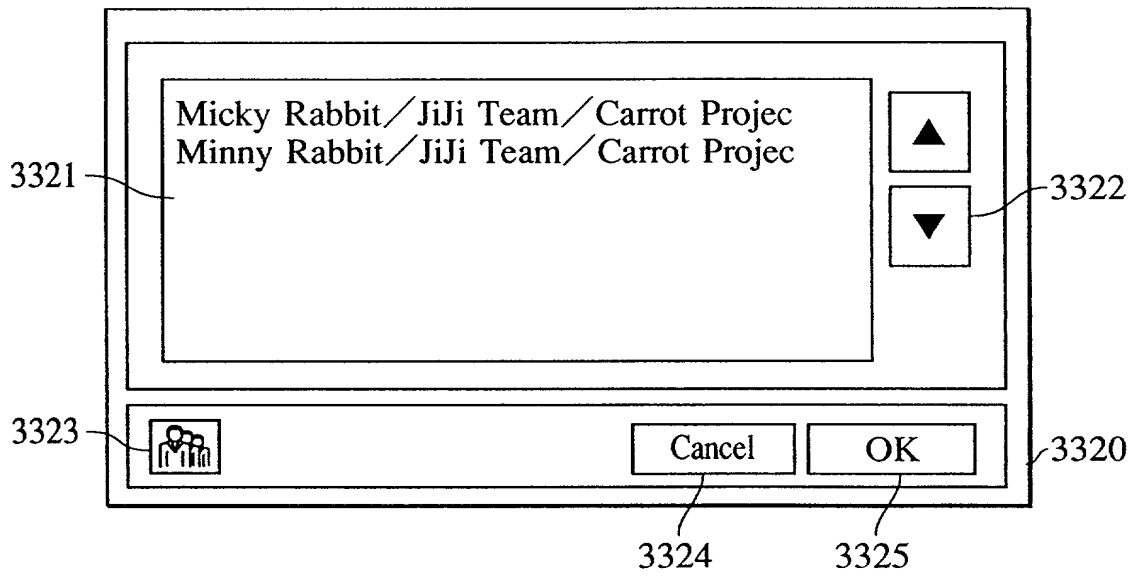 Micky Rabbit／JiJi Team／Carrot Projec
Minny Rabbit／JiJi Team／Carrot Projec
3321
3322
3323
Cancel
OK
3320
3324
3325